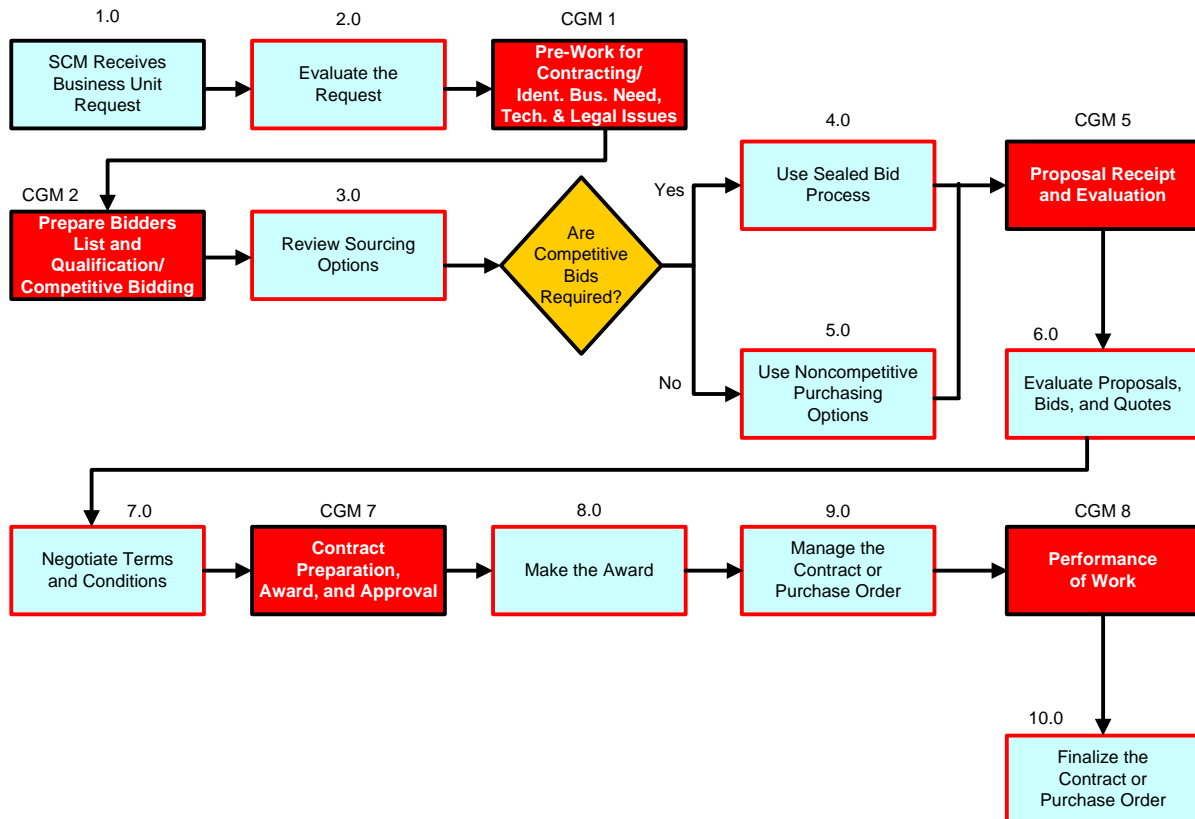 1.0
SCM Receives
Business Unit
Request
2.0
Evaluate the
Request
CGM 1
Pre-Work for
Contracting/
Ident. Bus. Need,
Tech. & Legal Issues
CGM 2
Prepare Bidders
List and
Qualification/
Competitive Bidding
3.0
Review Sourcing
Options
Are
Competitive
Bids
Required?
Yes
No
4.0
Use Sealed Bid
Process
5.0
Use Noncompetitive
Purchasing
Options
CGM 5
Proposal Receipt
and Evaluation
6.0
Evaluate Proposals,
Bids, and Quotes
7.0
Negotiate Terms
and Conditions
CGM 7
Contract
Preparation,
Award, and Approval
8.0
Make the Award
9.0
Manage the
Contract or
Purchase Order
CGM 8
Performance
of Work
10.0
Finalize the
Contract or
Purchase Order